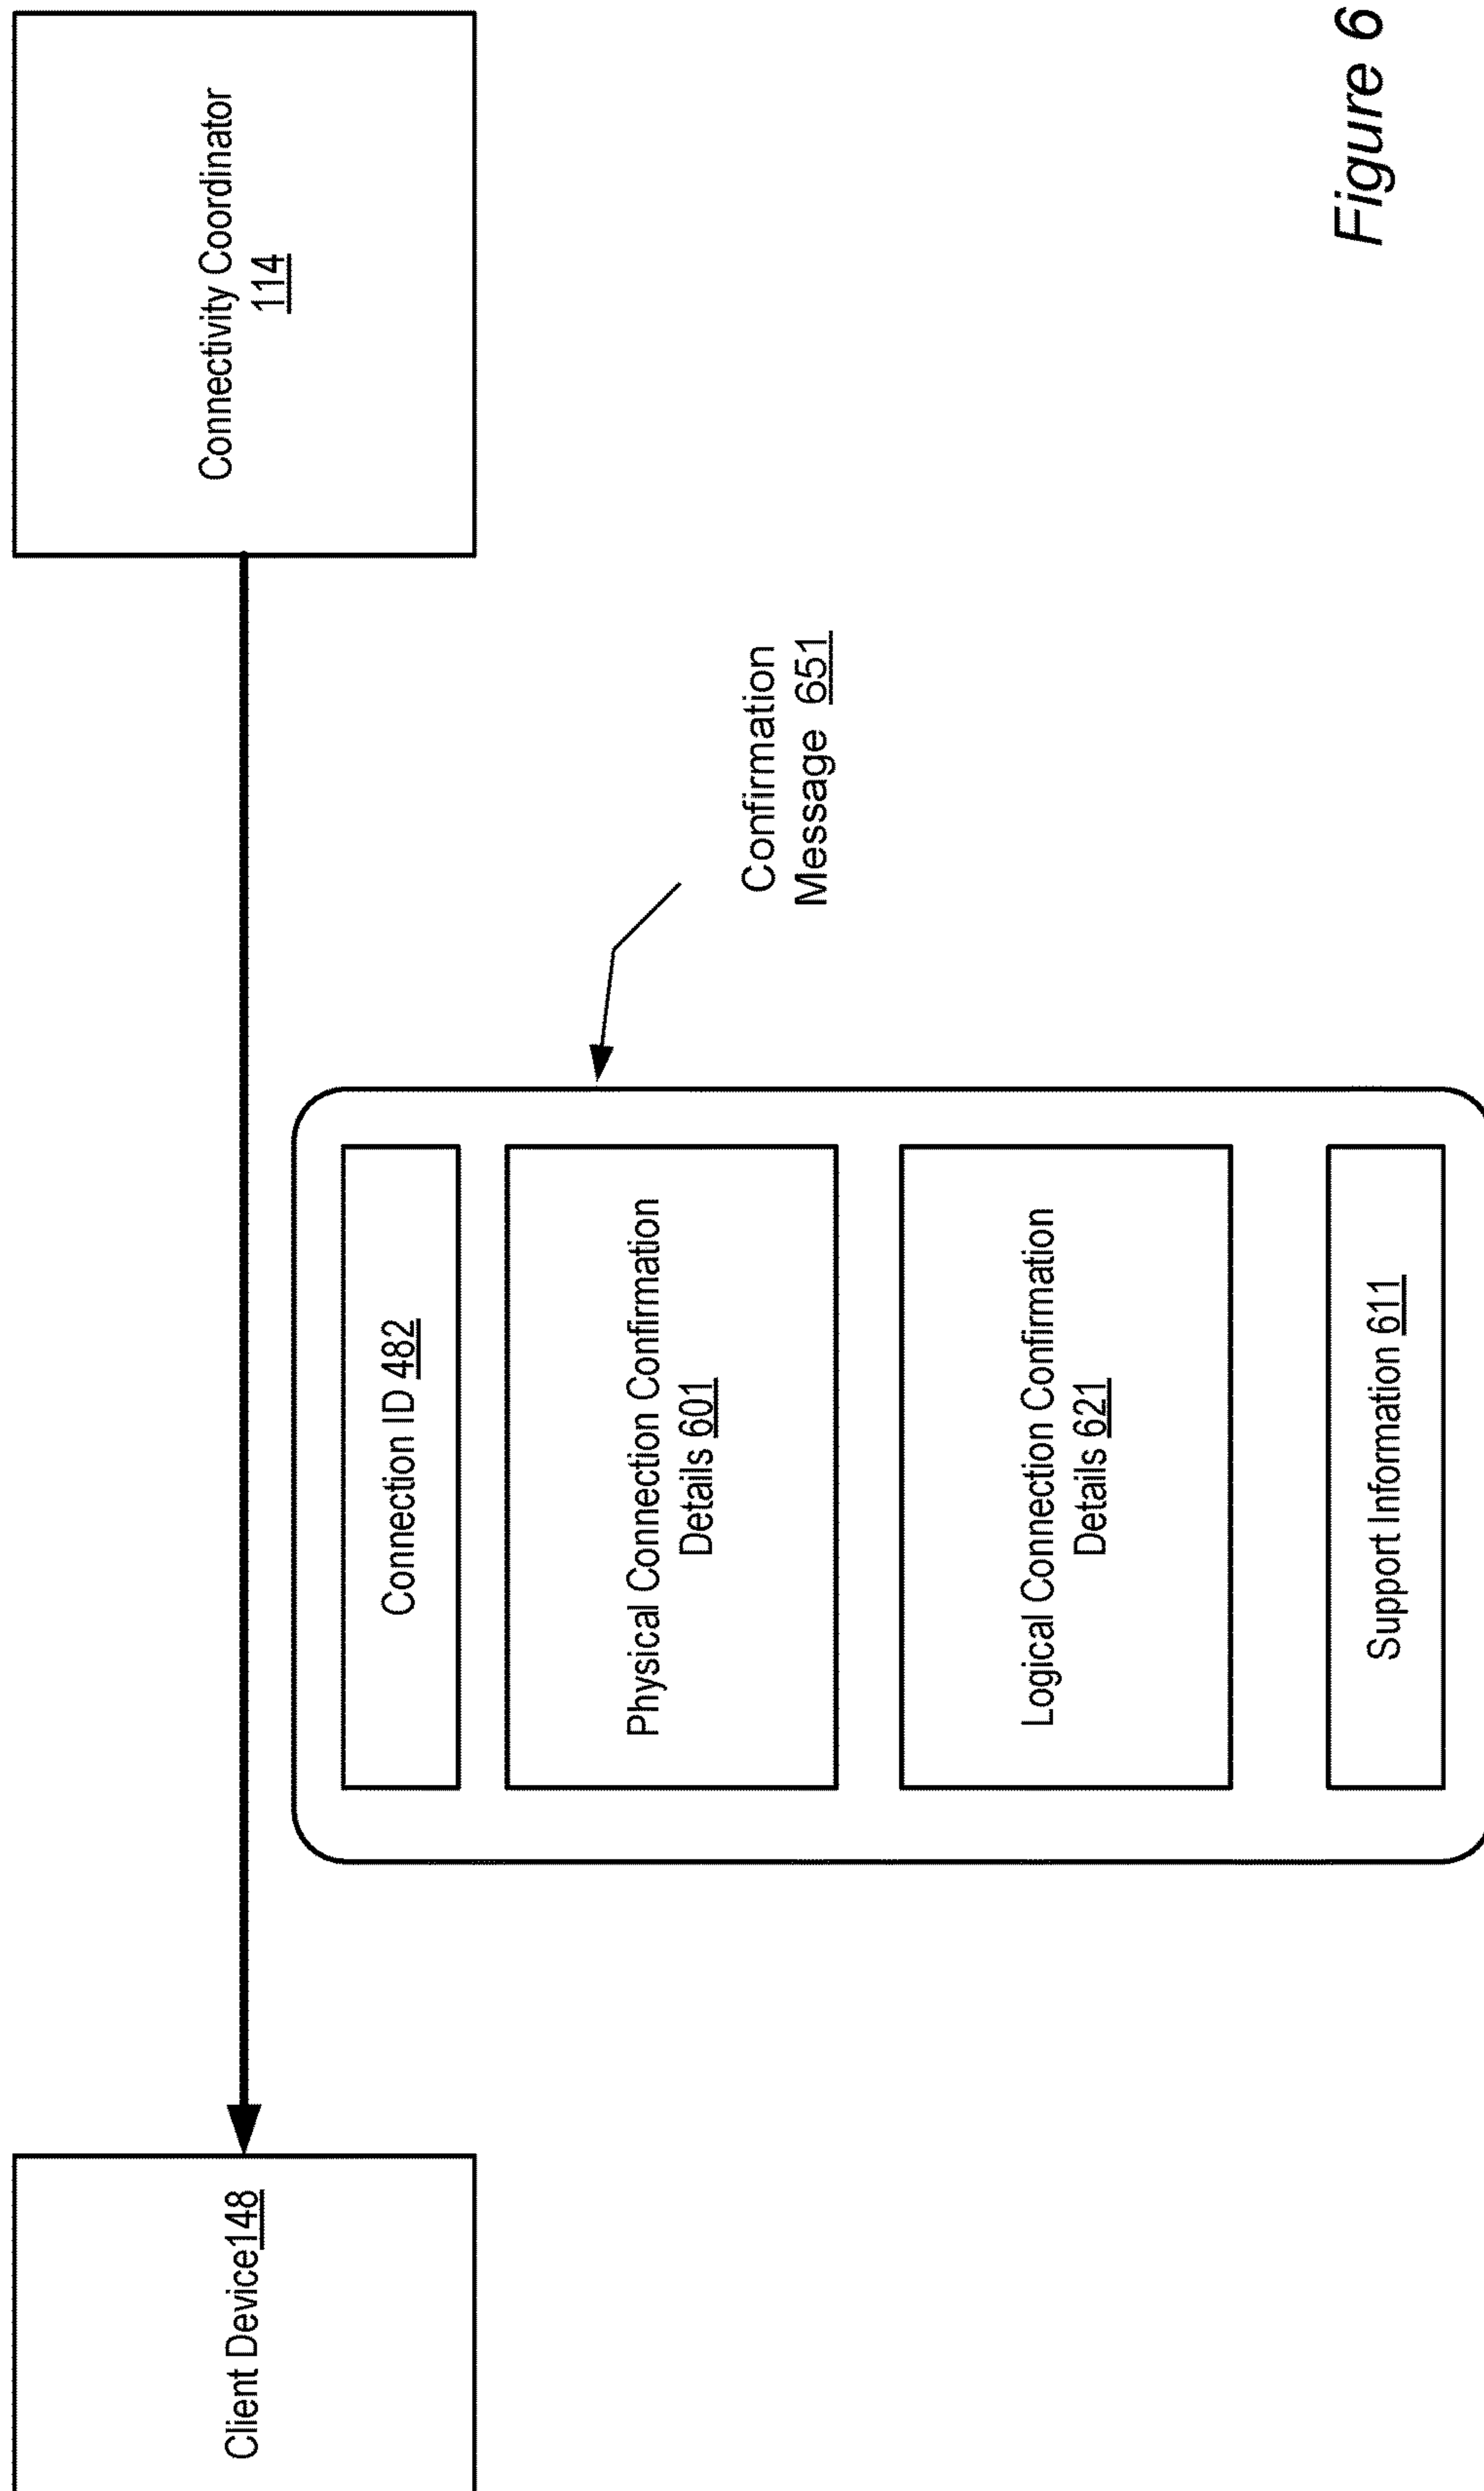 Client Device148
Connectivity Coordinator
114
Connection ID 482
Physical Connection Confirmation
Details 601
Logical Connection Confirmation
Details 621
Support Information 611
Confirmation
Message 651
Figure 6